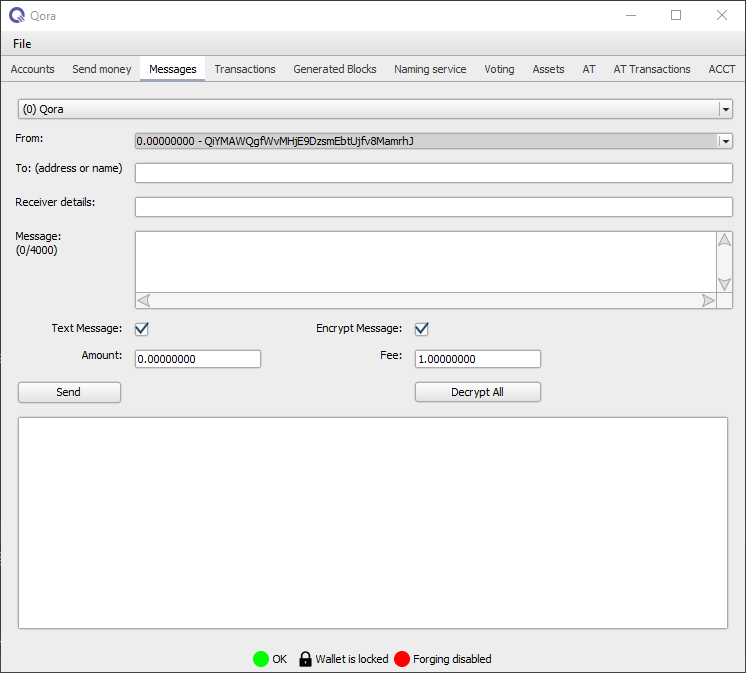 Qora
File
Accounts Send money Messages Transactions Generated Blocks Naming service Voting Assets AT AT Transactions ACCT
(0) Qora
From: 0.00000000 - QiYMAWQgfWvMHjE9DzsmEbtUjfv8MamrhJ
To: (address or name)
Receiver details:
Message:
(0/4000)
Text Message: Encrypt Message:
Amount: 0.00000000 Fee: 1.00000000
Send Decrypt All
OK Wallet is locked Forging disabled